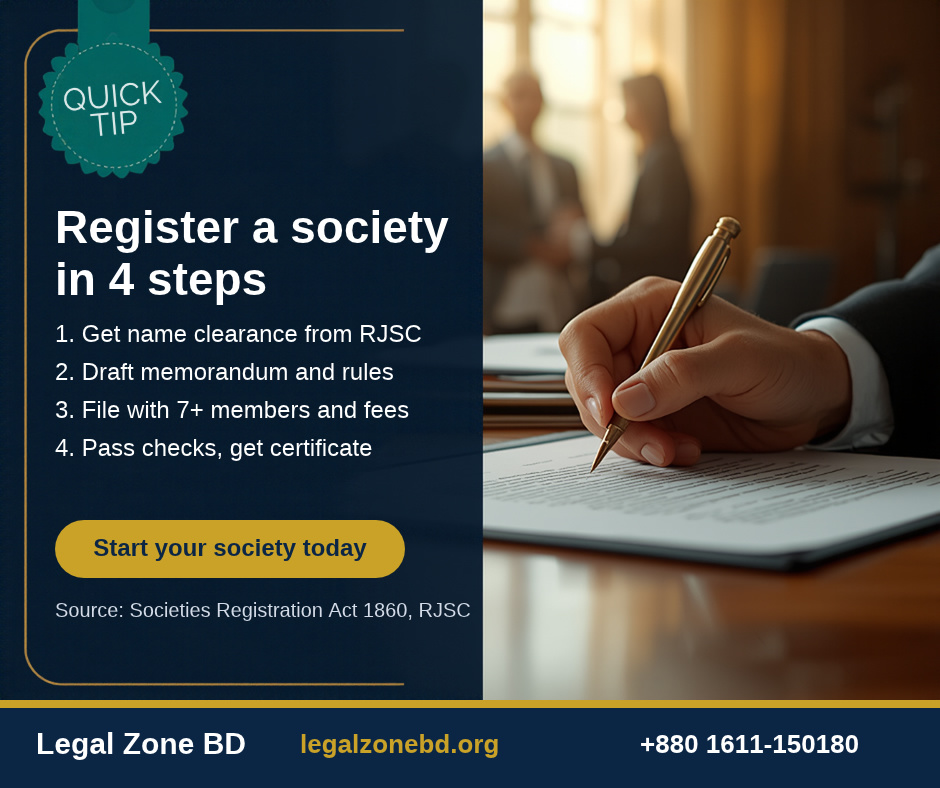 QUICK
TIP
Register a society
in 4 steps
1. Get name clearance from RJSC
2. Draft memorandum and rules
3. File with 7+ members and fees
4. Pass checks, get certificate
Start your society today
Source: Societies Registration Act 1860, RJSC
Legal Zone BD
legalzonebd.org
+880 1611-150180